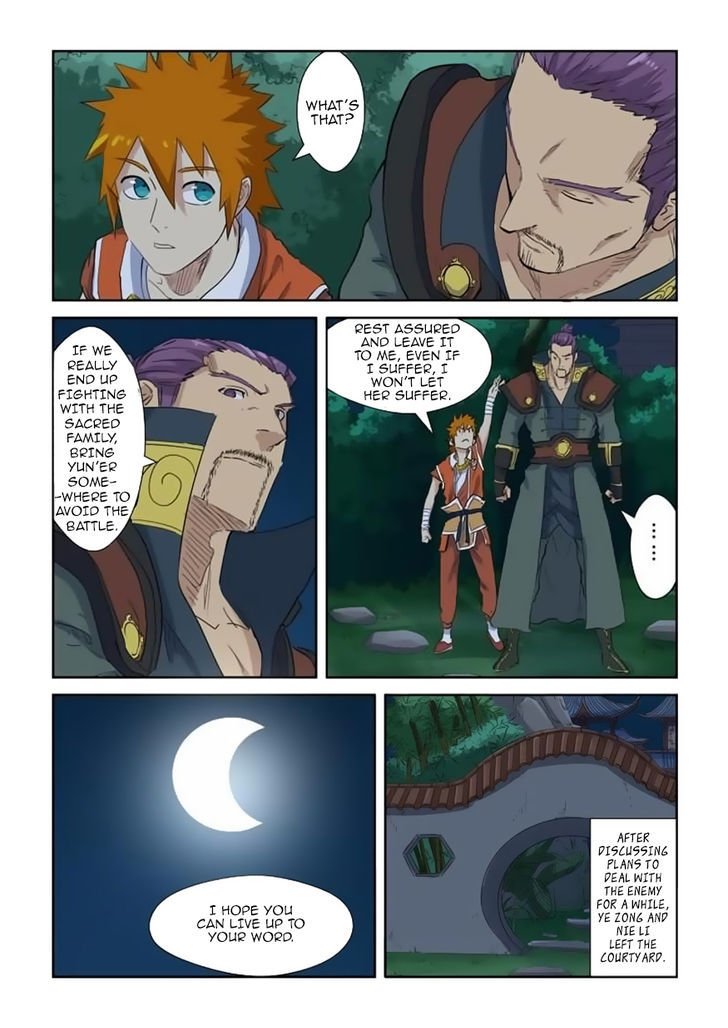 WHAT'S
THAT?
IF WE
REALLY
END UP
FIGHTING
WITH THE
SACRED
FAMILY,
BRING
YUN'ER
SOME-
-WHERE TO
AVOID THE
BATTLE.
REST ASSURED
AND LEAVE IT
TO ME, EVEN IF
I SUFFER, I
WON'T LET
HER SUFFER.
......
I HOPE YOU
CAN LIVE UP TO
YOUR WORD.
AFTER
DISCUSSING
PLANS TO
DEAL WITH
THE ENEMY
FOR A WHILE,
YE ZONG AND
NIE LI
LEFT THE
COURTYARD.